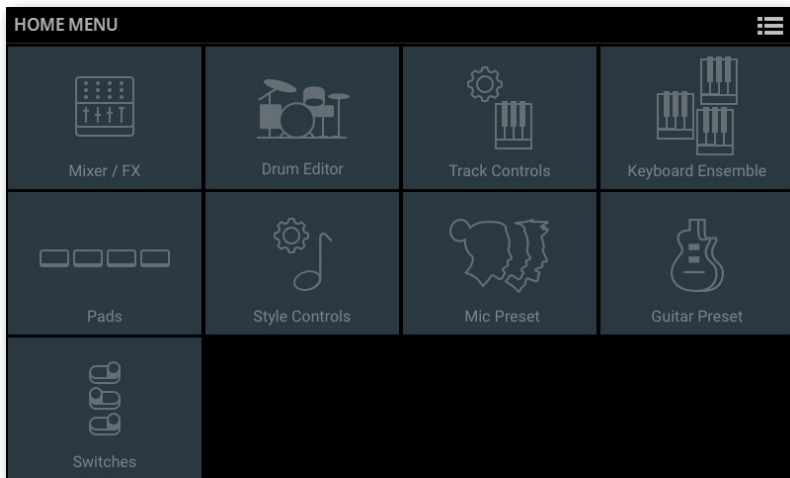 HOME MENU
Mixer / FX
Drum Editor
Track Controls
Keyboard Ensemble
Pads
Style Controls
Mic Preset
Guitar Preset
Switches